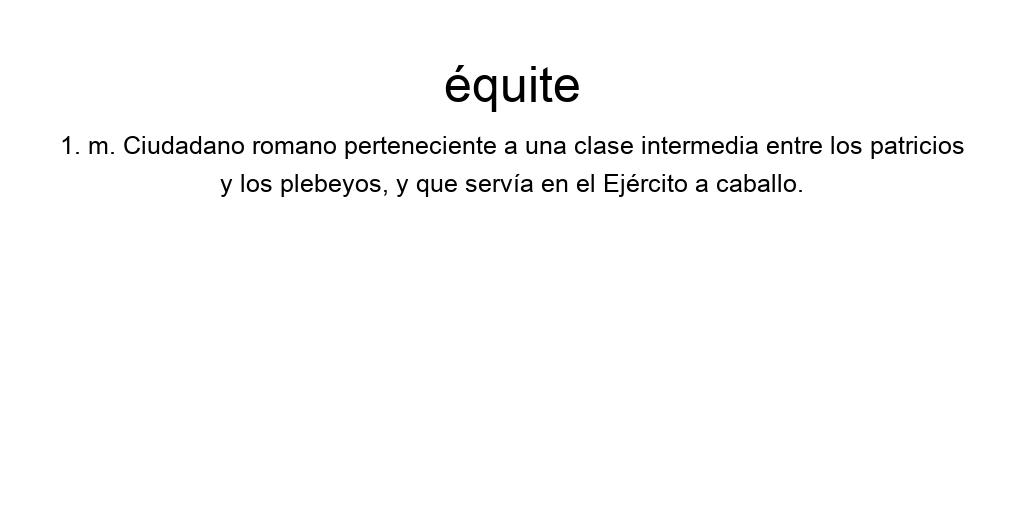 équite
1. m. Ciudadano romano perteneciente a una clase intermedia entre los patricios
y los plebeyos, y que servía en el Ejército a caballo.